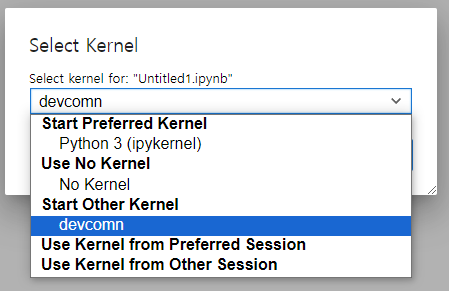 Select Kernel
Select kernel for: "Untitled1.ipynb"
devcomn
Start Preferred Kernel
Python 3 (ipykernel)
Use No Kernel
No Kernel
Start Other Kernel
devcomn
Use Kernel from Preferred Session
Use Kernel from Other Session